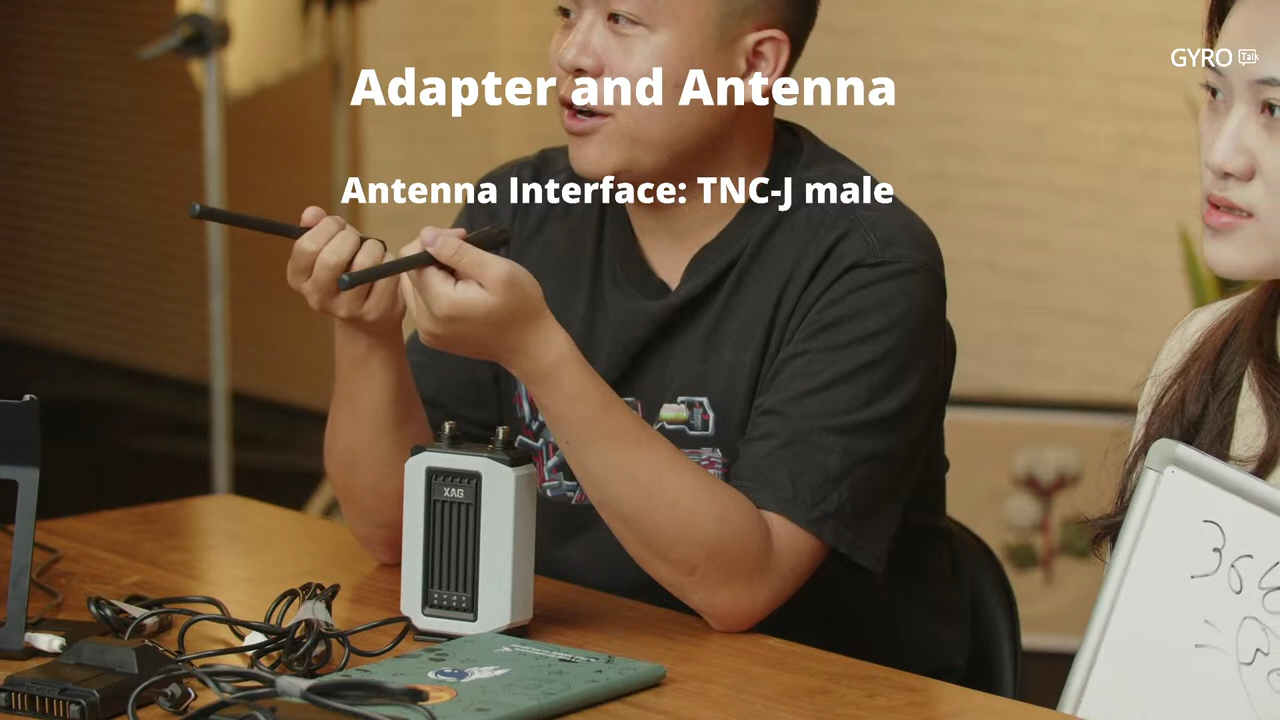 GYRO Talk
Adapter and Antenna
Antenna Interface: TNC-J male
XAG